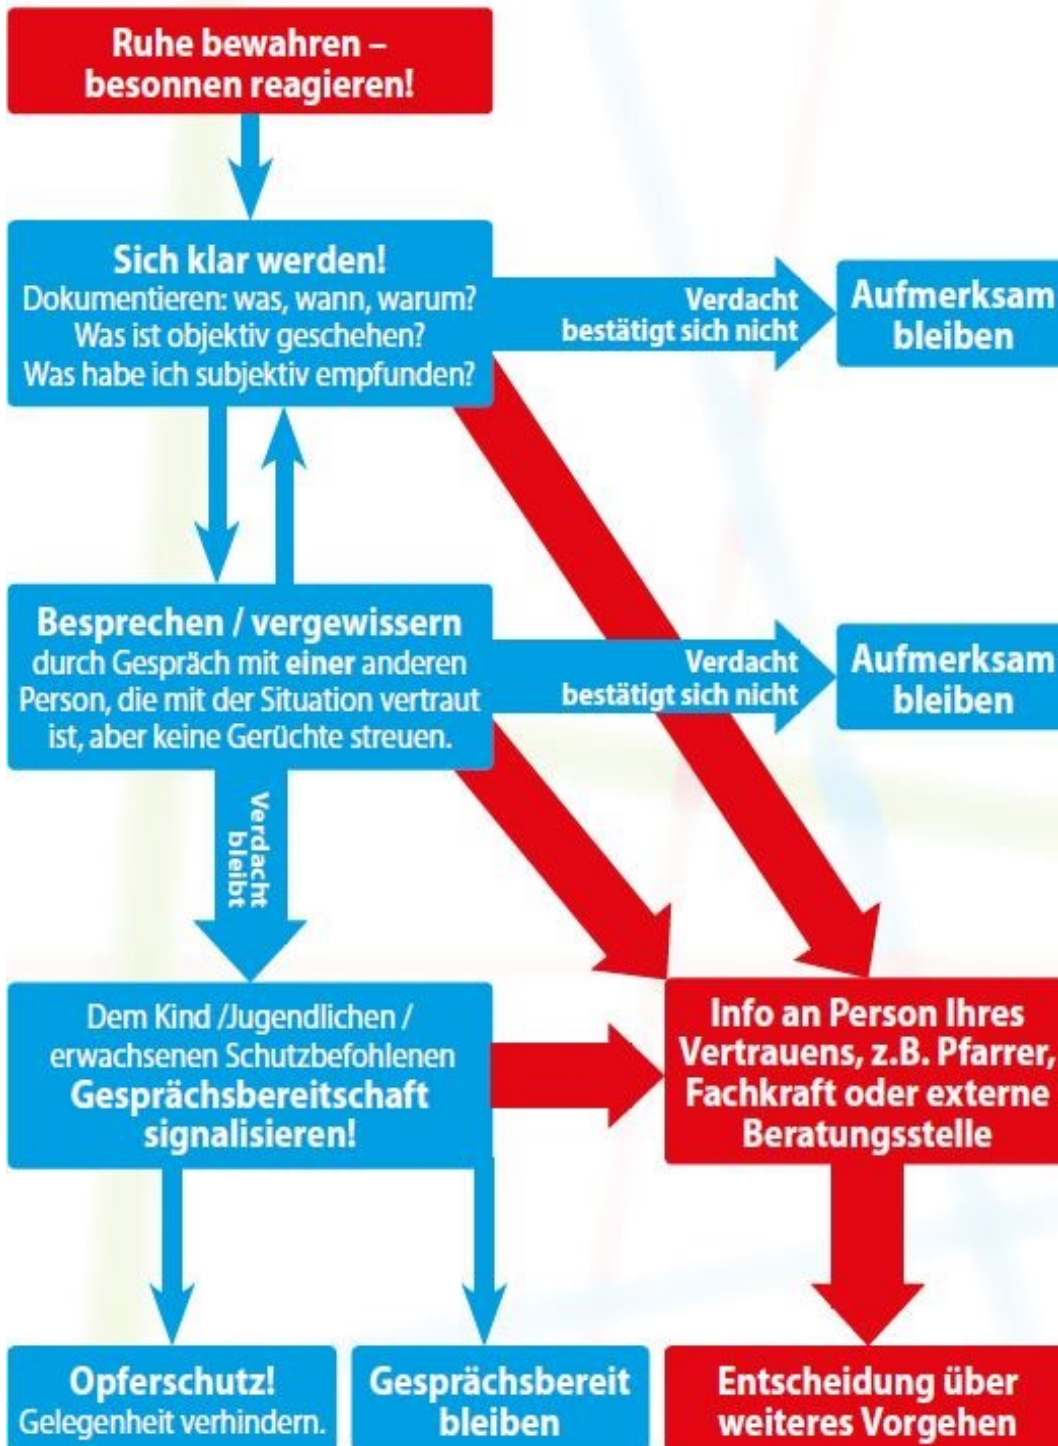 Ruhe bewahren –
besonnen reagieren!
Sich klar werden!
Dokumentieren: was, wann, warum?
Was ist objektiv geschehen?
Was habe ich subjektiv empfunden?
Verdacht
bestätigt sich nicht
Aufmerksam
bleiben
Besprechen / vergewissern
durch Gespräch mit einer anderen
Person, die mit der Situation vertraut
ist, aber keine Gerüchte streuen.
Verdacht
bestätigt sich nicht
Aufmerksam
bleiben
Verdacht
bleibt
Dem Kind /Jugendlichen /
erwachsenen Schutzbefohlenen
Gesprächsbereitschaft
signalisieren!
Info an Person Ihres
Vertrauens, z.B. Pfarrer,
Fachkraft oder externe
Beratungsstelle
Opferschutz!
Gelegenheit verhindern.
Gesprächsbereit
bleiben
Entscheidung über
weiteres Vorgehen